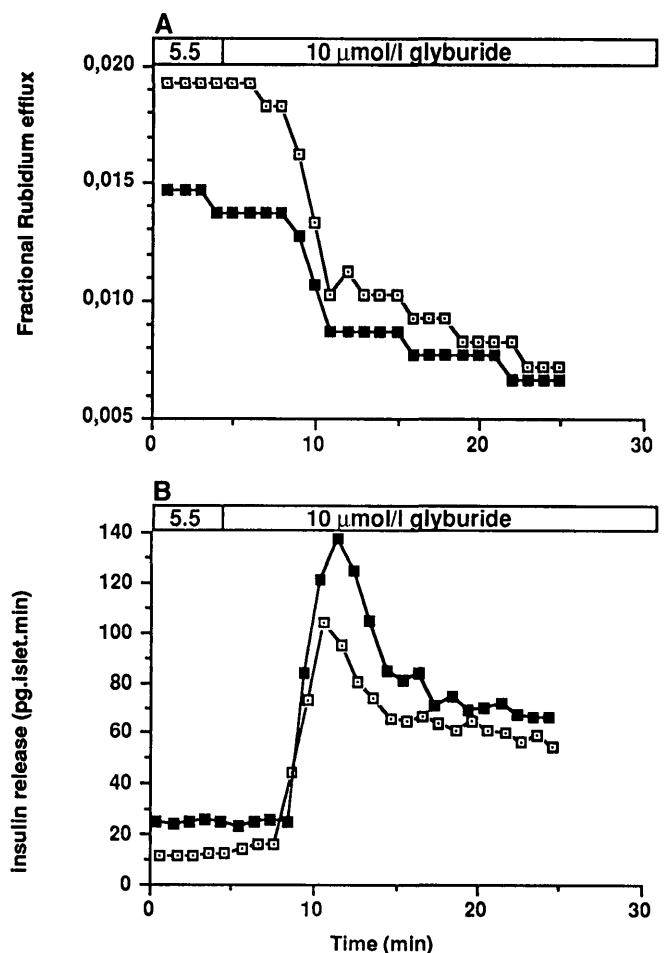 A
5.5 10 µmol/l glyburide
Fractional Rubidium efflux
0,020
0,015
0,010
0,005
0 10 20 30
B
5.5 10 µmol/l glyburide
insulin release (pg.islet.min)
140
120
100
80
60
40
20
0
0 10 20 30
Time (min)